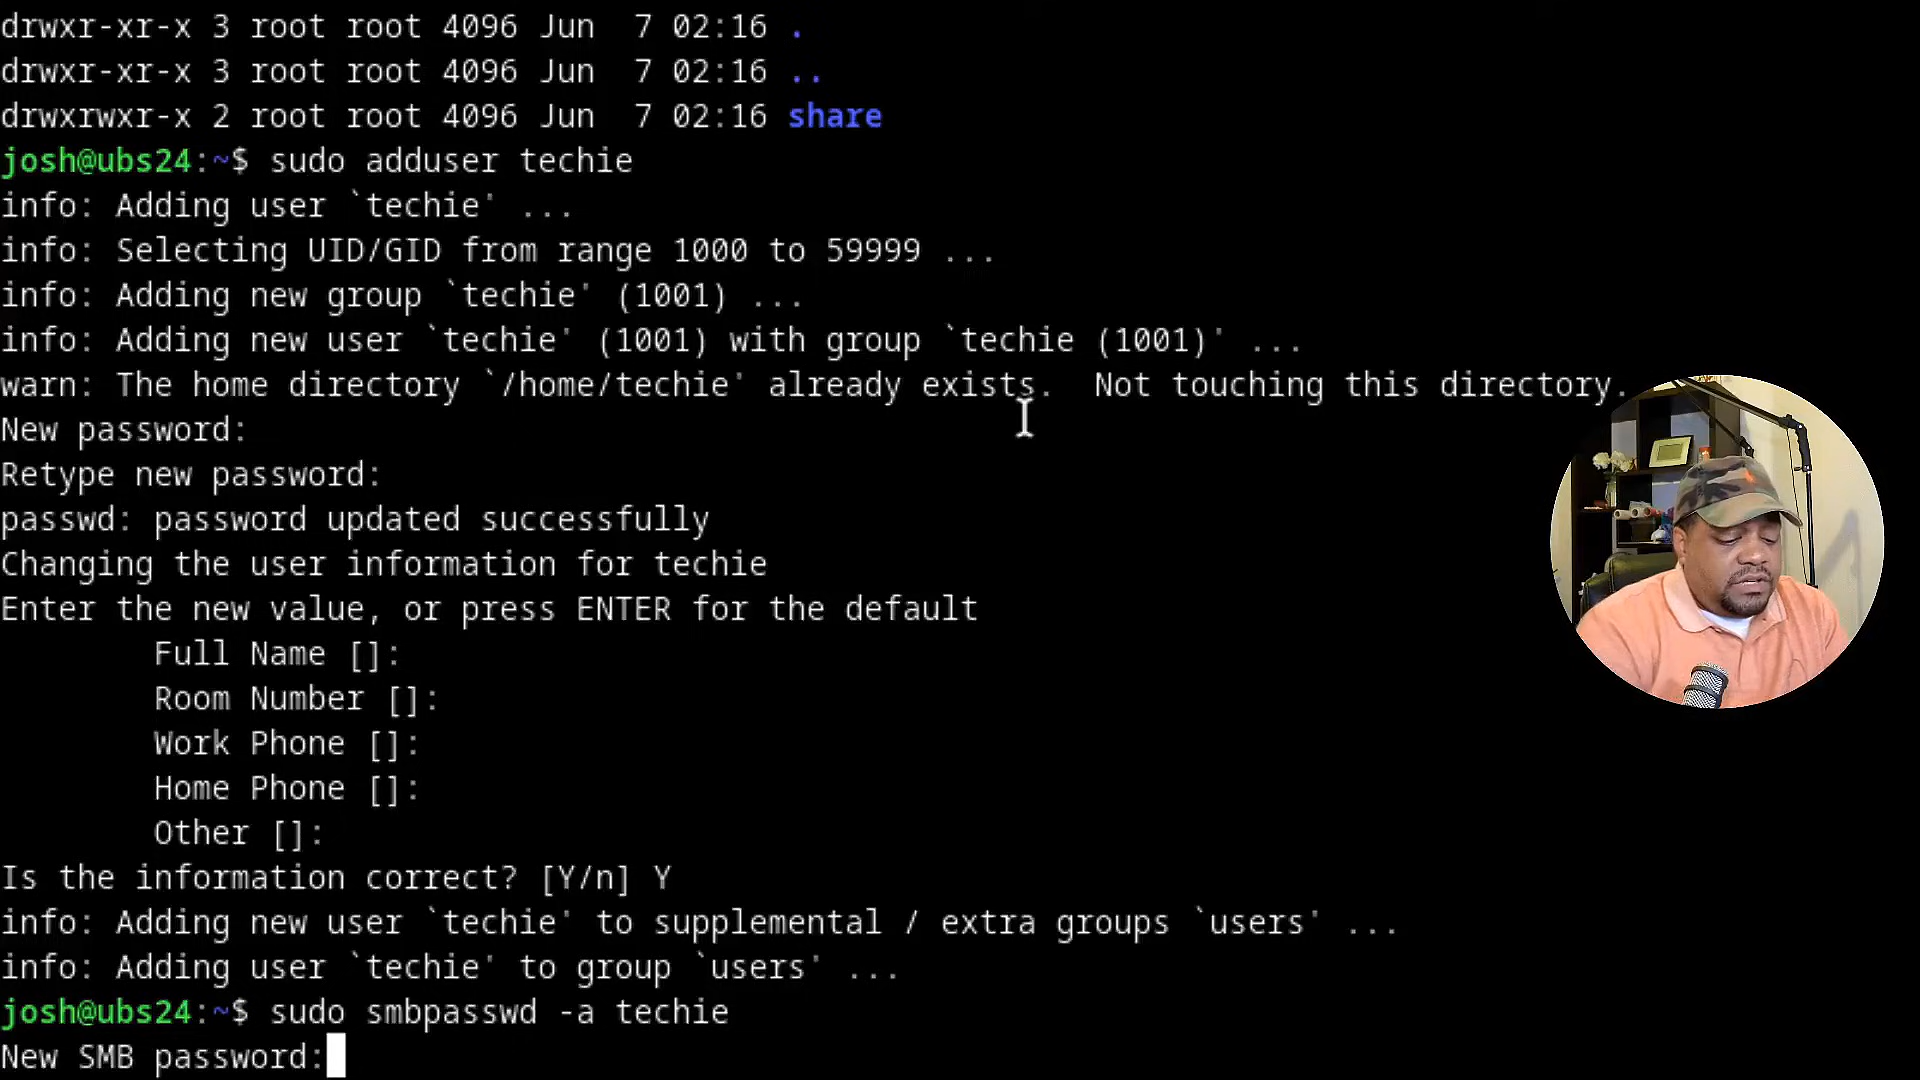 drwxr-xr-x 3 root root 4096 Jun  7 02:16 .
drwxr-xr-x 3 root root 4096 Jun  7 02:16 ..
drwxrwxr-x 2 root root 4096 Jun  7 02:16 share
josh@ubs24:~$ sudo adduser techie
info: Adding user `techie' ...
info: Selecting UID/GID from range 1000 to 59999 ...
info: Adding new group `techie' (1001) ...
info: Adding new user `techie' (1001) with group `techie (1001)' ...
warn: The home directory `/home/techie' already exists.  Not touching this directory.
New password:
Retype new password:
passwd: password updated successfully
Changing the user information for techie
Enter the new value, or press ENTER for the default
        Full Name []:
        Room Number []:
        Work Phone []:
        Home Phone []:
        Other []:
Is the information correct? [Y/n] Y
info: Adding new user `techie' to supplemental / extra groups `users' ...
info: Adding user `techie' to group `users' ...
josh@ubs24:~$ sudo smbpasswd -a techie
New SMB password: